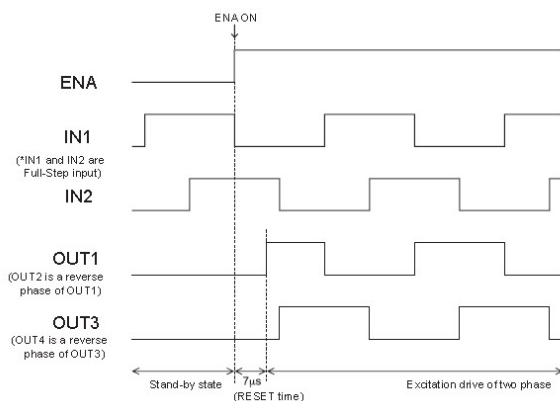 ENA ON
ENA
IN1
(*IN1 and IN2 are
Full-Step input)
IN2
OUT1
(OUT2 is a reverse
phase of OUT1)
OUT3
(OUT4 is a reverse
phase of OUT3)
Stand-by state
7μs
(RESET time)
Excitation drive of two phase